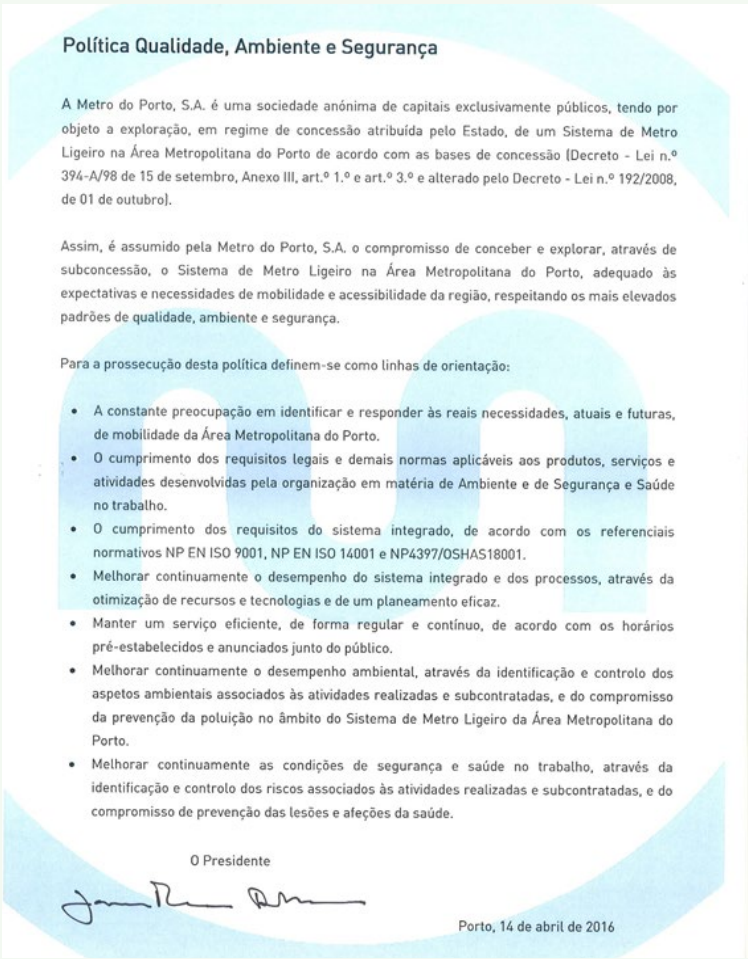 Política Qualidade, Ambiente e Segurança
A Metro do Porto, S.A. é uma sociedade anónima de capitais exclusivamente públicos, tendo por
objeto a exploração, em regime de concessão atribuída pelo Estado, de um Sistema de Metro
Ligeiro na Área Metropolitana do Porto de acordo com as bases de concessão (Decreto - Lei n.º
394-A/98 de 15 de setembro, Anexo III, art.º 1.º e art.º 3.º e alterado pelo Decreto - Lei n.º 192/2008,
de 01 de outubro).
Assim, é assumido pela Metro do Porto, S.A. o compromisso de conceber e explorar, através de
subconcessão, o Sistema de Metro Ligeiro na Área Metropolitana do Porto, adequado às
expectativas e necessidades de mobilidade e acessibilidade da região, respeitando os mais elevados
padrões de qualidade, ambiente e segurança.
Para a prossecução desta política definem-se como linhas de orientação:
• A constante preocupação em identificar e responder às reais necessidades, atuais e futuras,
de mobilidade da Área Metropolitana do Porto.
• O cumprimento dos requisitos legais e demais normas aplicáveis aos produtos, serviços e
atividades desenvolvidas pela organização em matéria de Ambiente e de Segurança e Saúde
no trabalho.
• O cumprimento dos requisitos do sistema integrado, de acordo com os referenciais
normativos NP EN ISO 9001, NP EN ISO 14001 e NP4397/OSHAS18001.
• Melhorar continuamente o desempenho do sistema integrado e dos processos, através da
otimização de recursos e tecnologias e de um planeamento eficaz.
• Manter um serviço eficiente, de forma regular e contínuo, de acordo com os horários
pré-estabelecidos e anunciados junto do público.
• Melhorar continuamente o desempenho ambiental, através da identificação e controlo dos
aspetos ambientais associados às atividades realizadas e subcontratadas, e do compromisso
da prevenção da poluição no âmbito do Sistema de Metro Ligeiro da Área Metropolitana do
Porto.
• Melhorar continuamente as condições de segurança e saúde no trabalho, através da
identificação e controlo dos riscos associados às atividades realizadas e subcontratadas, e do
compromisso de prevenção das lesões e afeções da saúde.
O Presidente
Porto, 14 de abril de 2016